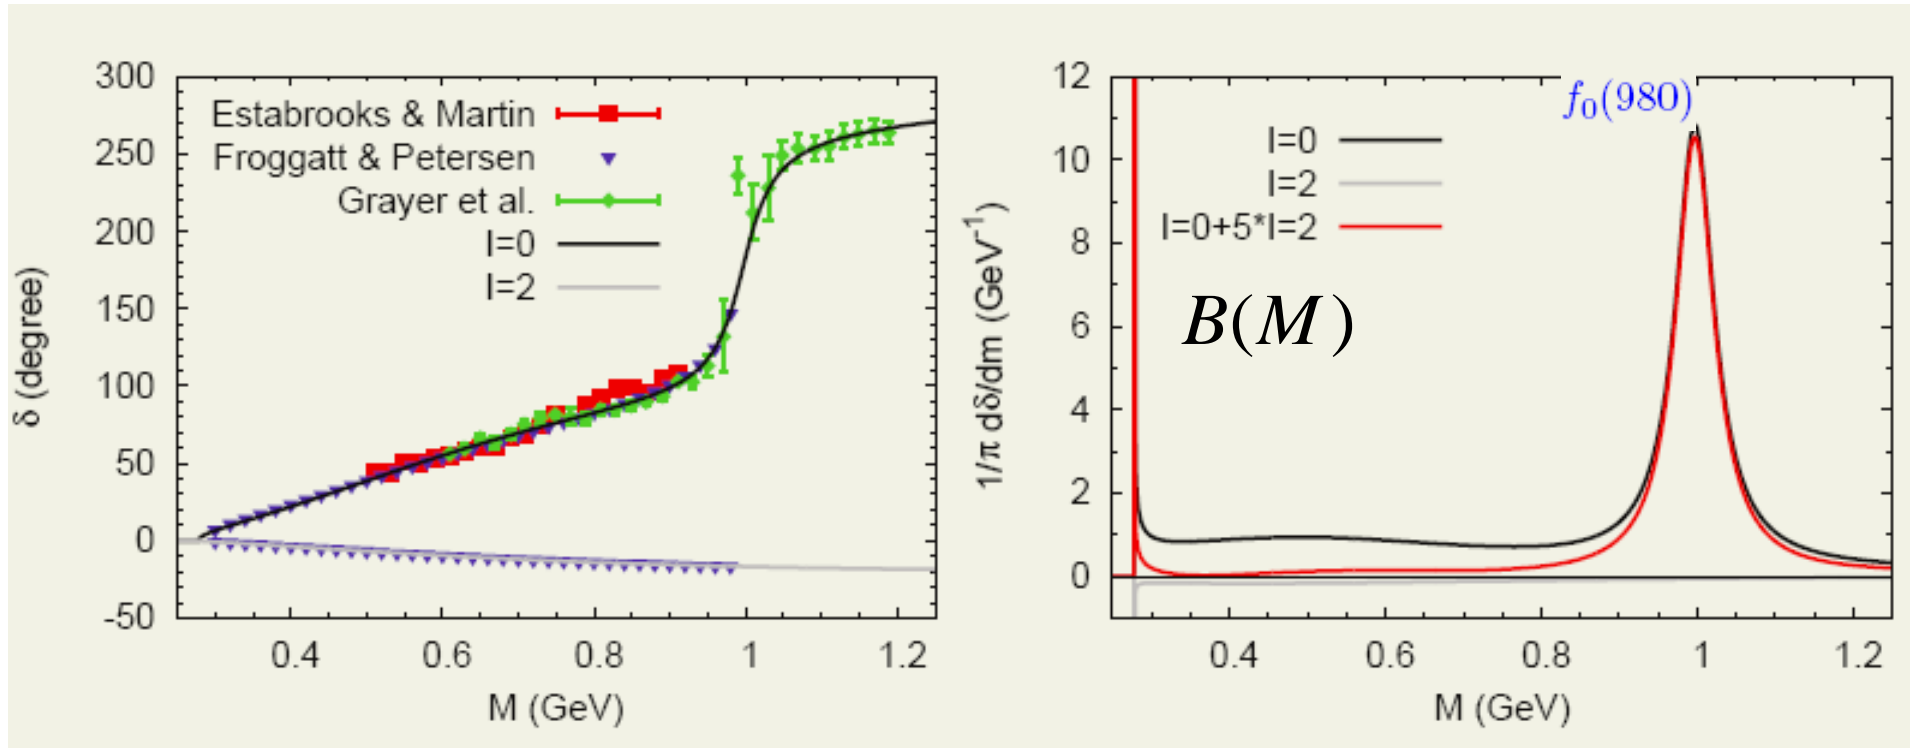 300
250
200
150
100
50
0
-50
δ (degree)
Estabrooks & Martin
Froggatt & Petersen
Grayer et al.
I=0
I=2
0.4 0.6 0.8 1 1.2
M (GeV)
12
10
8
6
4
2
0
1/π dδ/dm (GeV⁻¹)
f₀(980)
I=0
I=2
I=0+5*I=2
B(M)
0.4 0.6 0.8 1 1.2
M (GeV)